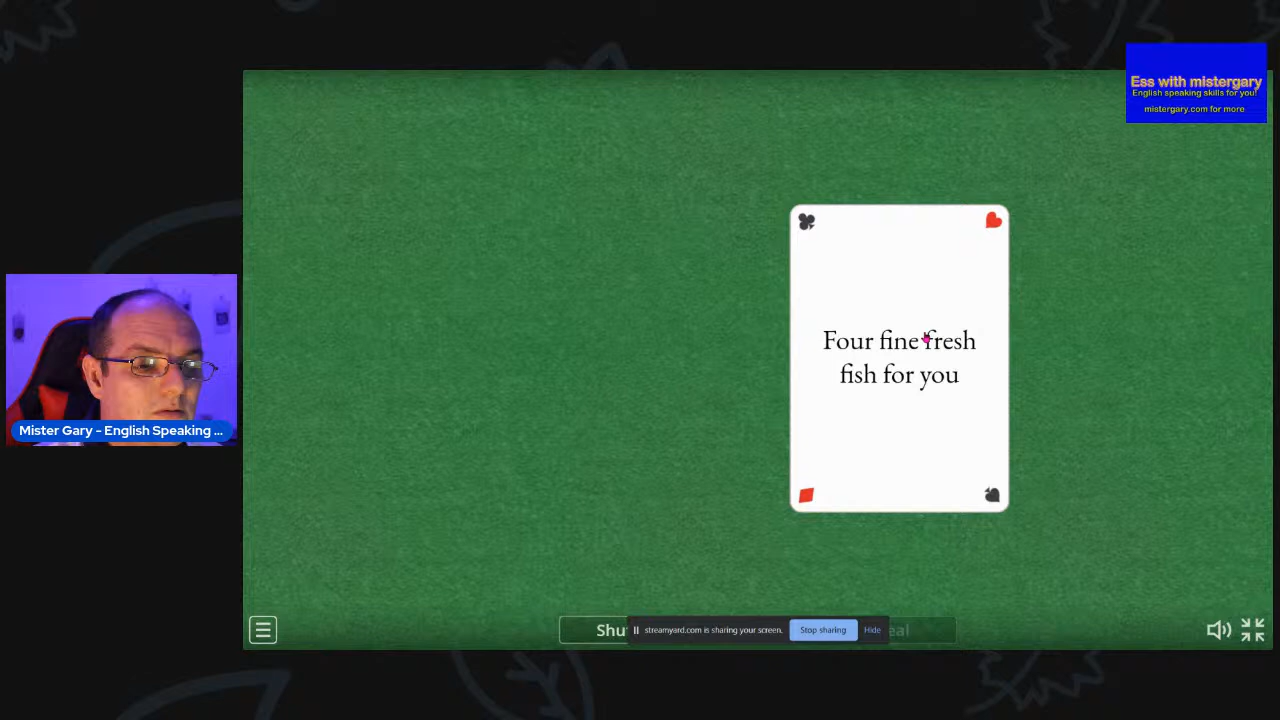 Ess with mistergary
English speaking skills for you!
mistergary.com for more
Four fine fresh
fish for you
Mister Gary - English Speaking ...
streamyard.com is sharing your screen.
Stop sharing
Hide